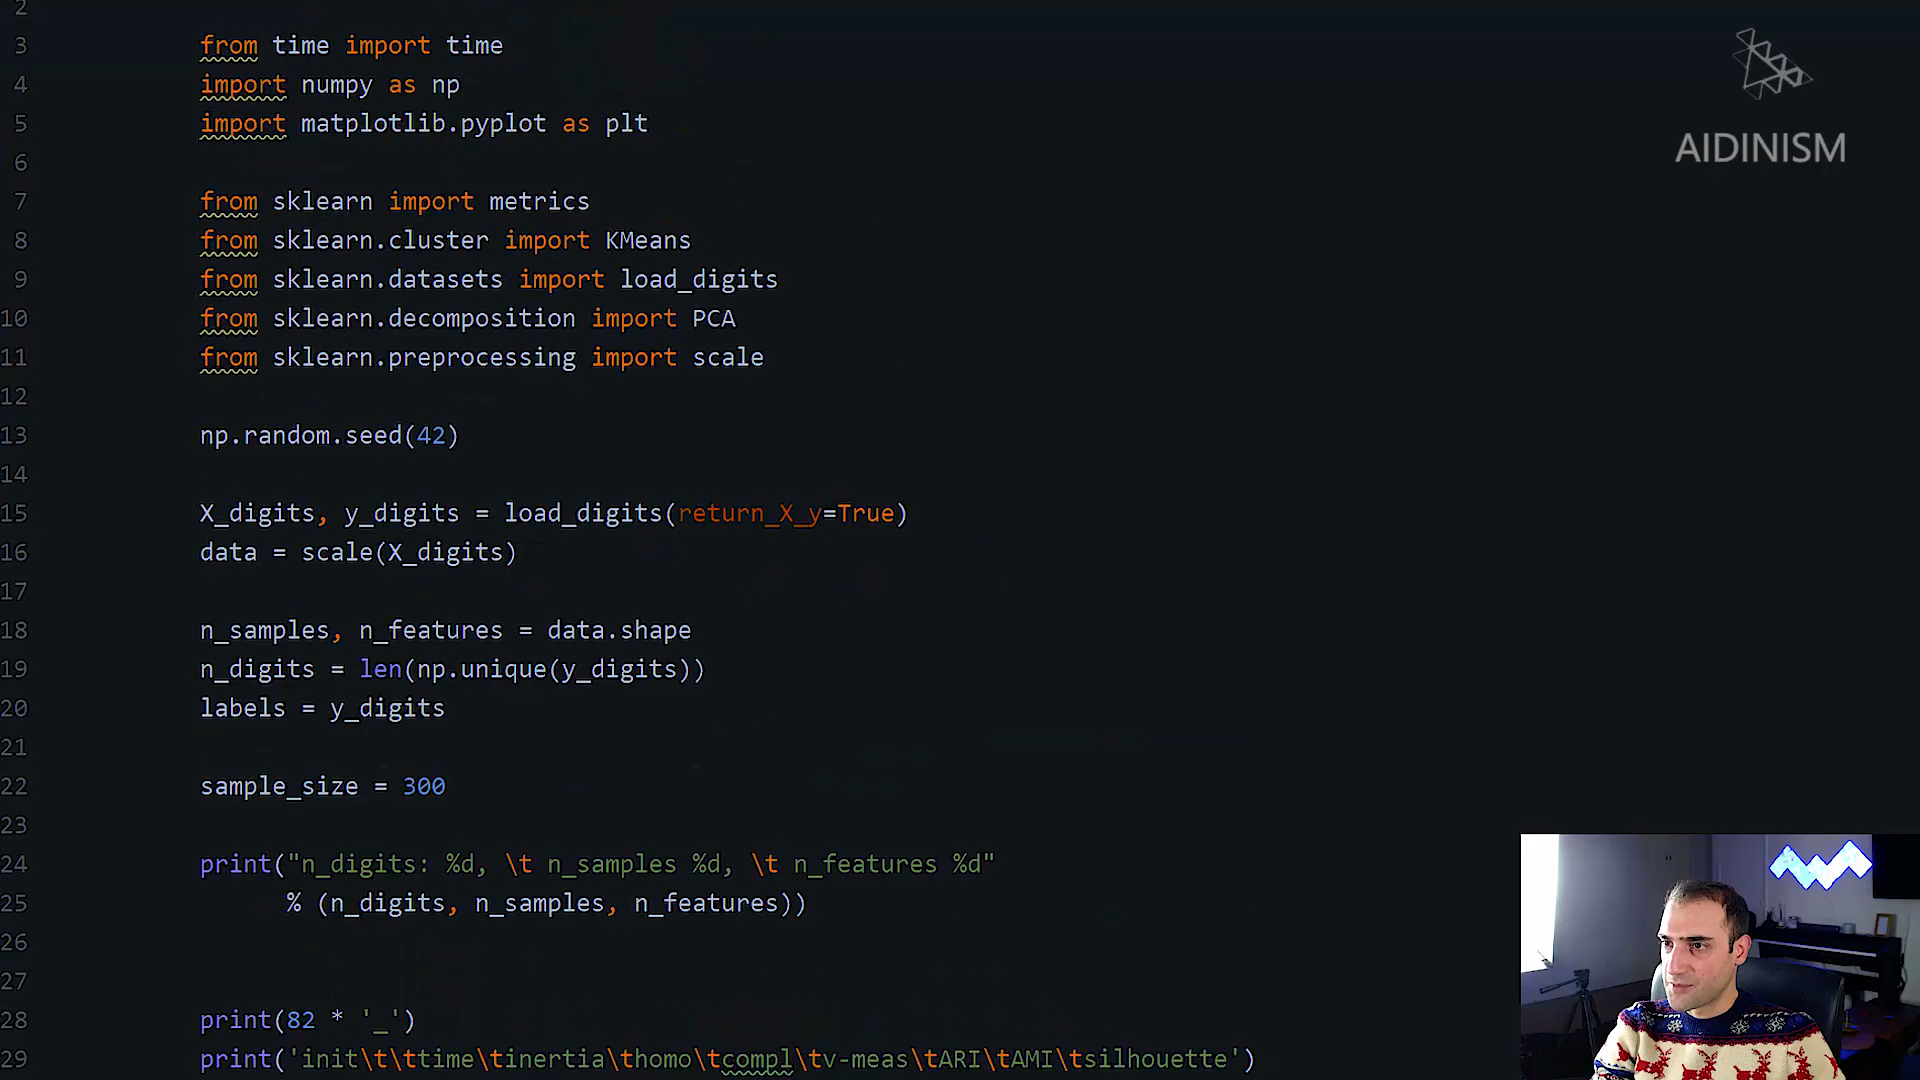 2
3 from time import time
4 import numpy as np
5 import matplotlib.pyplot as plt
6
7 from sklearn import metrics
8 from sklearn.cluster import KMeans
9 from sklearn.datasets import load_digits
10 from sklearn.decomposition import PCA
11 from sklearn.preprocessing import scale
12
13 np.random.seed(42)
14
15 X_digits, y_digits = load_digits(return_X_y=True)
16 data = scale(X_digits)
17
18 n_samples, n_features = data.shape
19 n_digits = len(np.unique(y_digits))
20 labels = y_digits
21
22 sample_size = 300
23
24 print("n_digits: %d, \t n_samples %d, \t n_features %d"
25 % (n_digits, n_samples, n_features))
26
27
28 print(82 * '_')
29 print('init\t\ttime\tinertia\thomo\tcompl\tv-meas\tARI\tAMI\tsilhouette')
AIDINISM